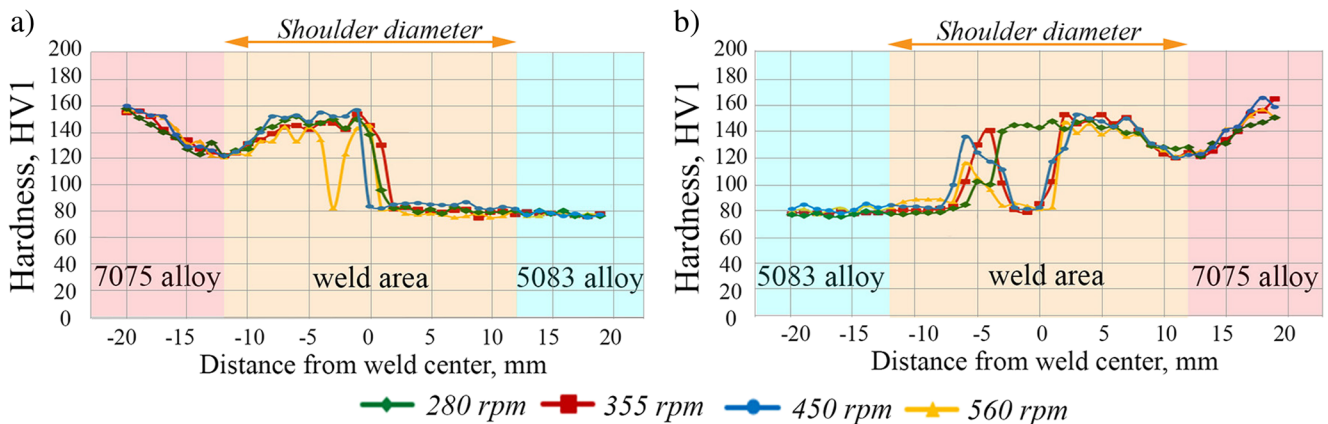 a)
Shoulder diameter
Hardness, HV1
200
180
160
140
120
100
80
60
40
20
0
7075 alloy
weld area
5083 alloy
-20 -15 -10 -5 0 5 10 15 20
Distance from weld center, mm
b)
Shoulder diameter
Hardness, HV1
200
180
160
140
120
100
80
60
40
20
0
5083 alloy
weld area
7075 alloy
-20 -15 -10 -5 0 5 10 15 20
Distance from weld center, mm
280 rpm 355 rpm 450 rpm 560 rpm